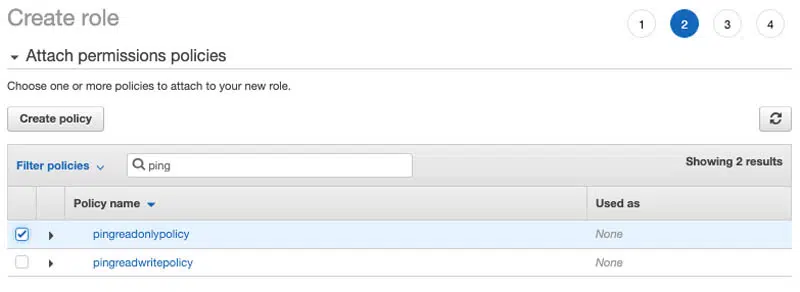 Create role
1 2 3 4
Attach permissions policies
Choose one or more policies to attach to your new role.
Create policy
Filter policies ping Showing 2 results
Policy name Used as
pingreadonlypolicy None
pingreadwritepolicy None